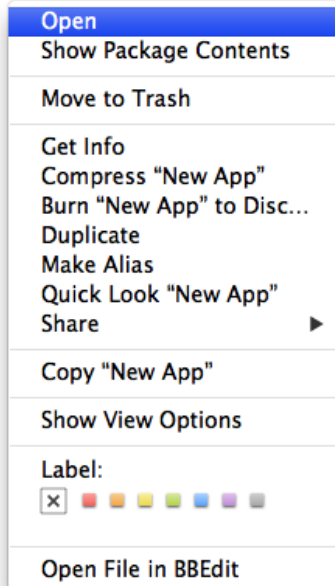 Open
Show Package Contents
Move to Trash
Get Info
Compress “New App”
Burn “New App” to Disc...
Duplicate
Make Alias
Quick Look “New App”
Share
Copy “New App”
Show View Options
Label:
Open File in BBEdit